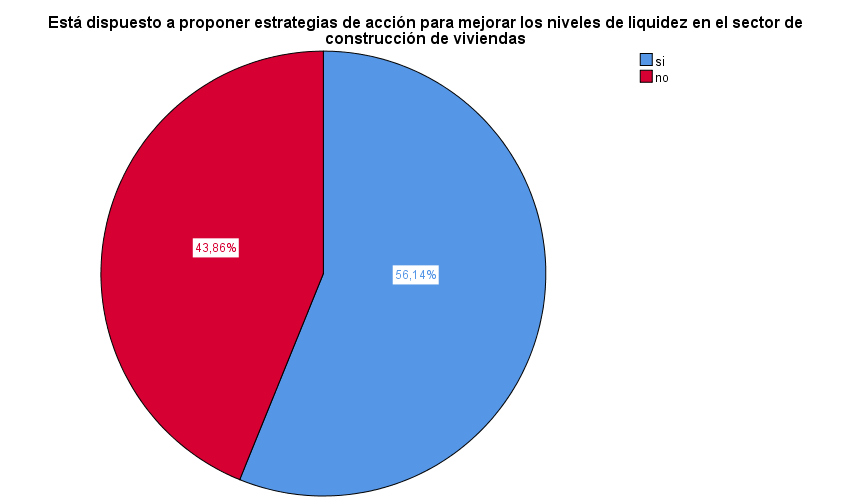 Está dispuesto a proponer estrategias de acción para mejorar los niveles de liquidez en el sector de
construcción de viviendas
si
no
43,86%
56,14%